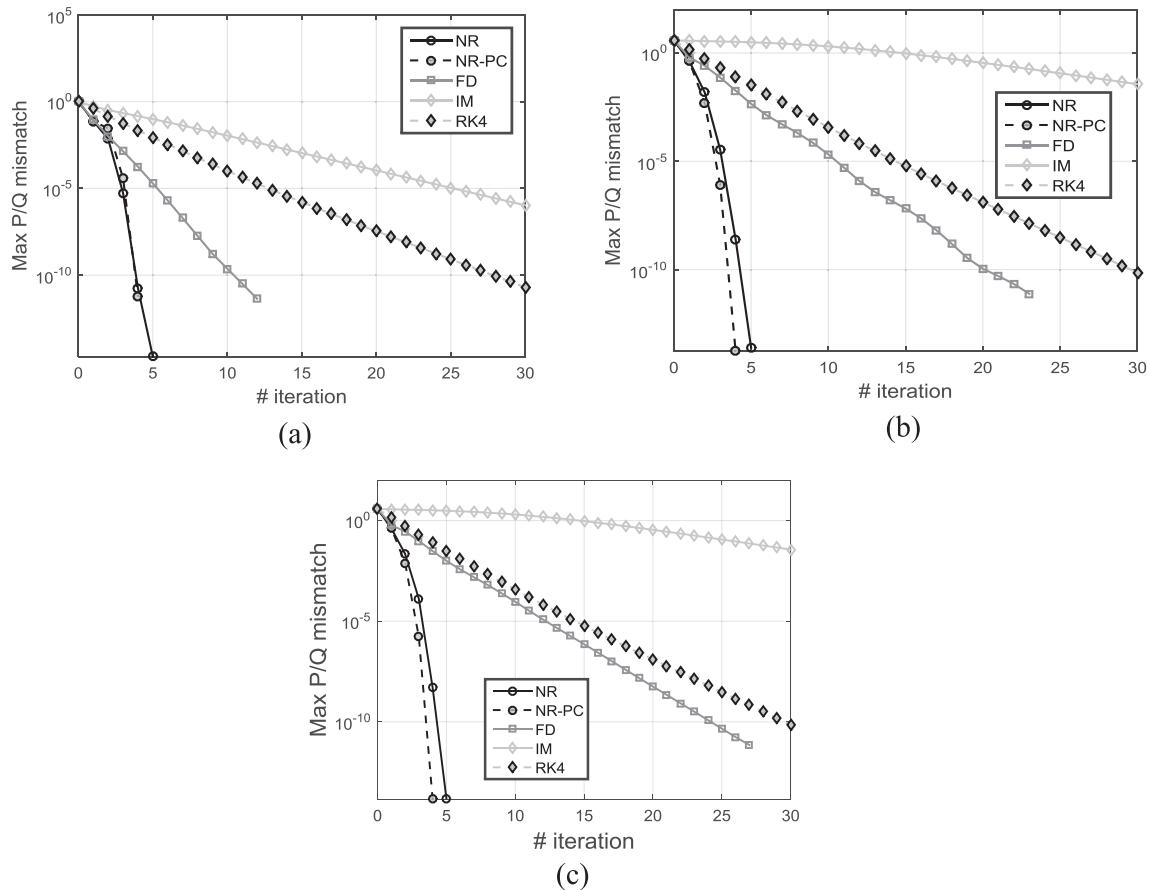 10^5
10^0
10^-5
10^-10
Max P/Q mismatch
0 5 10 15 20 25 30
# iteration
NR
NR-PC
FD
IM
RK4
(a)
10^0
10^-5
10^-10
Max P/Q mismatch
0 5 10 15 20 25 30
# iteration
NR
NR-PC
FD
IM
RK4
(b)
10^0
10^-5
10^-10
Max P/Q mismatch
0 5 10 15 20 25 30
# iteration
NR
NR-PC
FD
IM
RK4
(c)